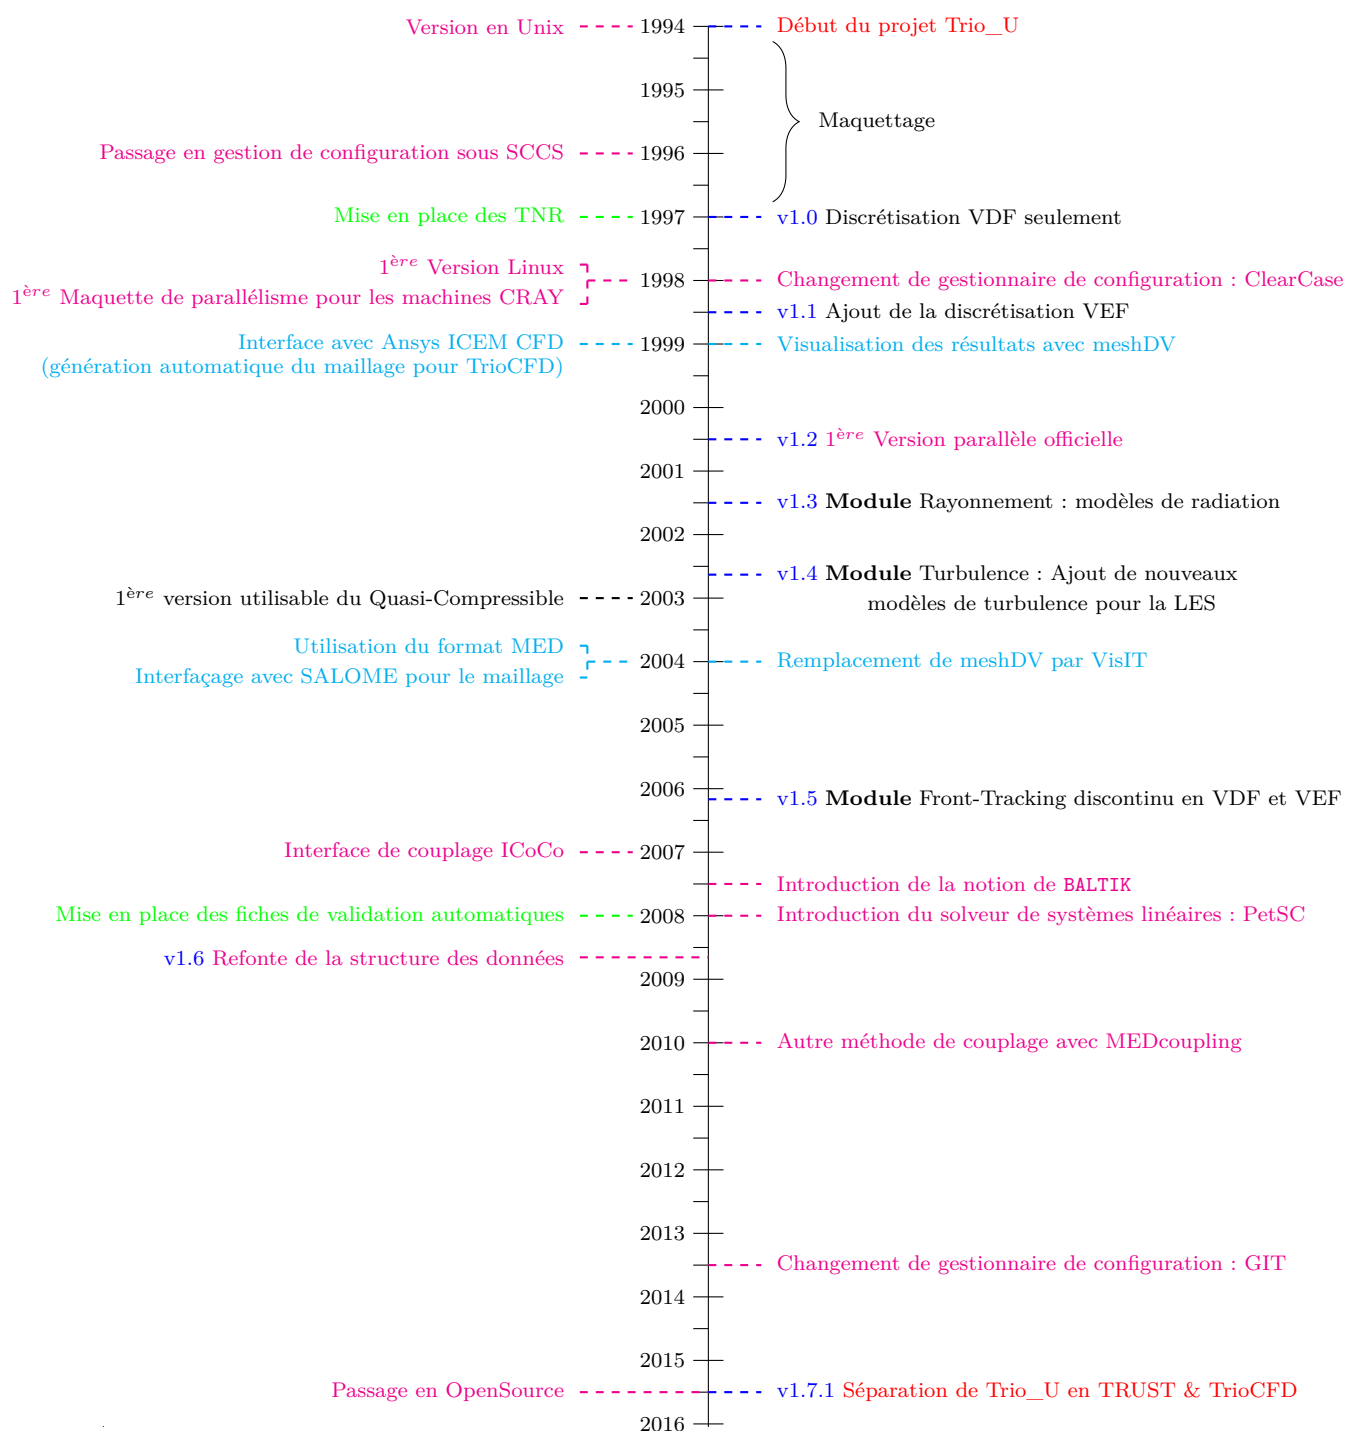 Version en Unix
1994
Début du projet Trio_U
1995
Maquettage
Passage en gestion de configuration sous SCCS
1996
Mise en place des TNR
1997
v1.0 Discrétisation VDF seulement
1ère Version Linux
1998
Changement de gestionnaire de configuration : ClearCase
1ère Maquette de parallélisme pour les machines CRAY
v1.1 Ajout de la discrétisation VEF
Interface avec Ansys ICEM CFD
(génération automatique du maillage pour TrioCFD)
1999
Visualisation des résultats avec meshDV
2000
v1.2 1ère Version parallèle officielle
2001
v1.3 Module Rayonnement : modèles de radiation
2002
v1.4 Module Turbulence : Ajout de nouveaux
modèles de turbulence pour la LES
1ère version utilisable du Quasi-Compressible
2003
Utilisation du format MED
Interfaçage avec SALOME pour le maillage
2004
Remplacement de meshDV par VisIT
2005
2006
v1.5 Module Front-Tracking discontinu en VDF et VEF
Interface de couplage ICoCo
2007
Introduction de la notion de BALTIK
Mise en place des fiches de validation automatiques
2008
Introduction du solveur de systèmes linéaires : PetSC
v1.6 Refonte de la structure des données
2009
2010
Autre méthode de couplage avec MEDcoupling
2011
2012
2013
Changement de gestionnaire de configuration : GIT
2014
2015
Passage en OpenSource
v1.7.1 Séparation de Trio_U en TRUST & TrioCFD
2016